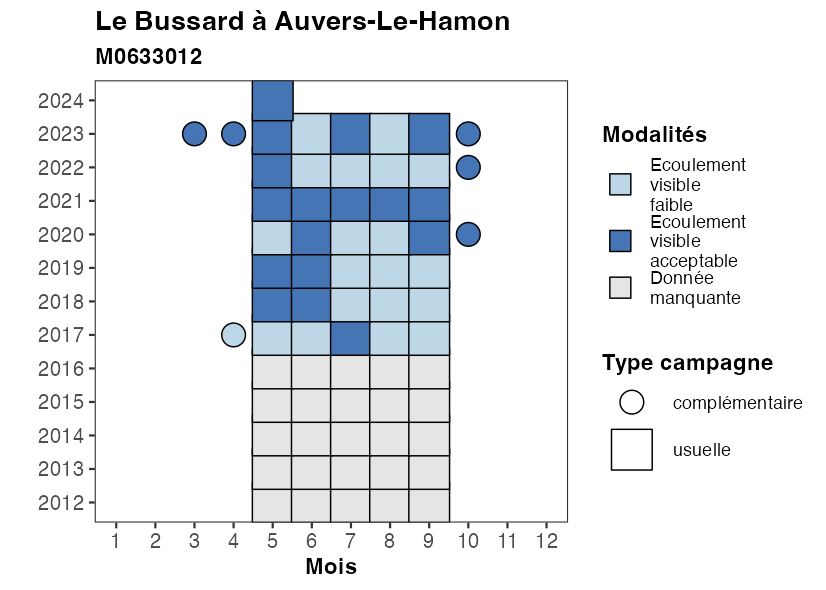 Le Bussard à Auvers-Le-Hamon
M0633012
2024
2023
2022
2021
2020
2019
2018
2017
2016
2015
2014
2013
2012
1 2 3 4 5 6 7 8 9 10 11 12
Mois
Modalités
Ecoulement
visible
faible
Ecoulement
visible
acceptable
Donnée
manquante
Type campagne
complémentaire
usuelle